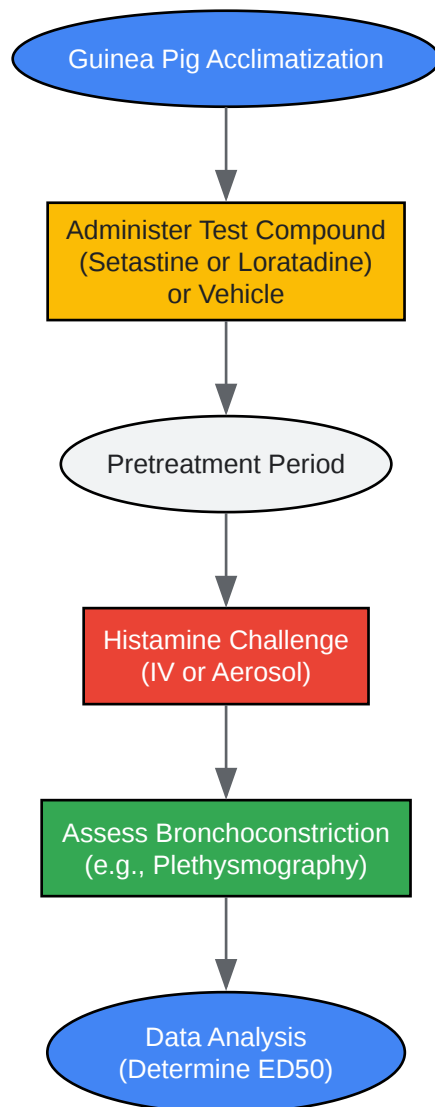 Guinea Pig Acclimatization
Administer Test Compound
(Setastine or Loratadine)
or Vehicle
Pretreatment Period
Histamine Challenge
(IV or Aerosol)
Assess Bronchoconstriction
(e.g., Plethysmography)
Data Analysis
(Determine ED50)